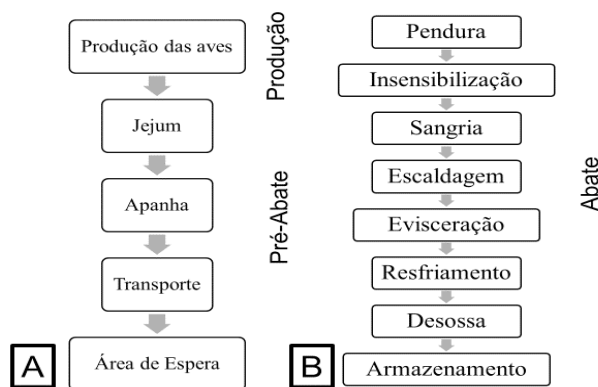 Produção das aves
Jejum
Apanha
Transporte
Área de Espera
A
Produção
Pré-Abate
Pendura
Insensibilização
Sangria
Escaldagem
Evisceração
Resfriamento
Desossa
Armazenamento
B
Abate